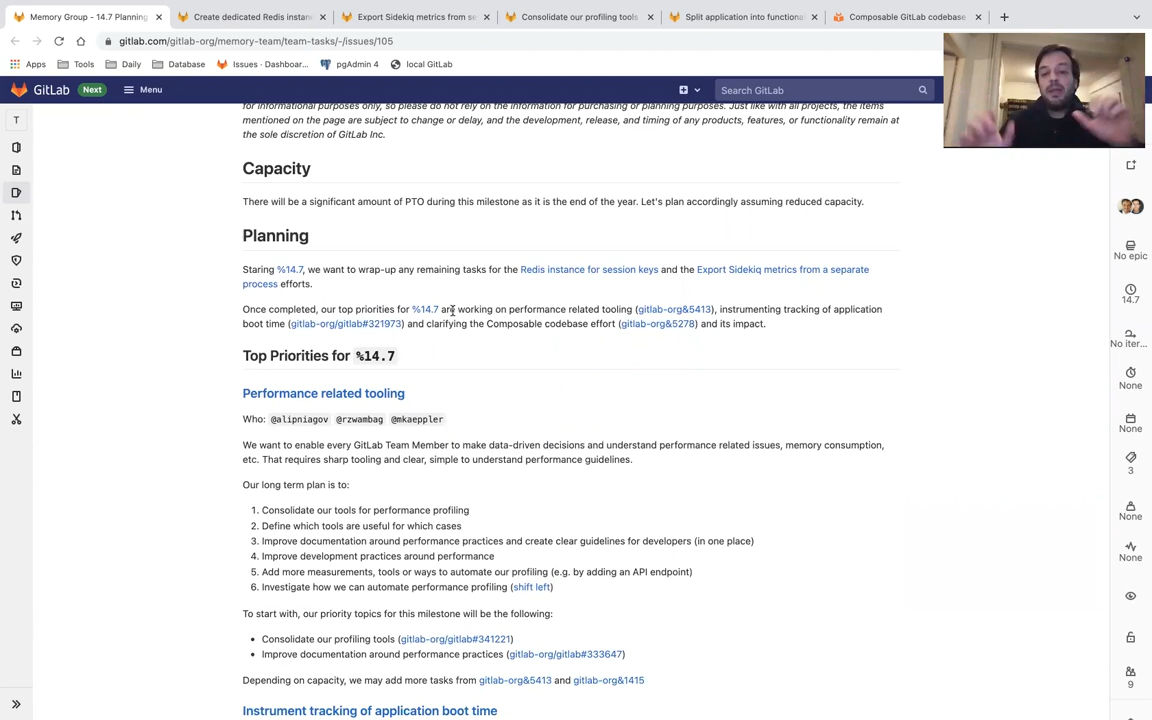 Memory Group - 14.7 Planning
Create dedicated Redis instan
Export Sidekiq metrics from se
Consolidate our profiling tools
Split application into functiona
Composable GitLab codebase
gitlab.com/gitlab-org/memory-team/team-tasks/-/issues/105
Apps
Tools
Daily
Database
Issues · Dashboar...
pgAdmin 4
local GitLab
GitLab
Next
Menu
Search GitLab
for informational purposes only, so please do not rely on the information for purchasing or planning purposes. Just like with all projects, the items
mentioned on the page are subject to change or delay, and the development, release, and timing of any products, features, or functionality remain at
the sole discretion of GitLab Inc.
Capacity
There will be a significant amount of PTO during this milestone as it is the end of the year. Let's plan accordingly assuming reduced capacity.
Planning
Staring %14.7, we want to wrap-up any remaining tasks for the Redis instance for session keys and the Export Sidekiq metrics from a separate
process efforts.
Once completed, our top priorities for %14.7 are working on performance related tooling (gitlab-org&5413), instrumenting tracking of application
boot time (gitlab-org/gitlab#321973) and clarifying the Composable codebase effort (gitlab-org&5278) and its impact.
Top Priorities for %14.7
Performance related tooling
Who: @alipniagov @rzwambag @mkaeppler
We want to enable every GitLab Team Member to make data-driven decisions and understand performance related issues, memory consumption,
etc. That requires sharp tooling and clear, simple to understand performance guidelines.
Our long term plan is to:
1. Consolidate our tools for performance profiling
2. Define which tools are useful for which cases
3. Improve documentation around performance practices and create clear guidelines for developers (in one place)
4. Improve development practices around performance
5. Add more measurements, tools or ways to automate our profiling (e.g. by adding an API endpoint)
6. Investigate how we can automate performance profiling (shift left)
To start with, our priority topics for this milestone will be the following:
• Consolidate our profiling tools (gitlab-org/gitlab#341221)
• Improve documentation around performance practices (gitlab-org/gitlab#333647)
Depending on capacity, we may add more tasks from gitlab-org&5413 and gitlab-org&1415
Instrument tracking of application boot time
T
No epic
14.7
No iter...
None
None
3
None
None
9